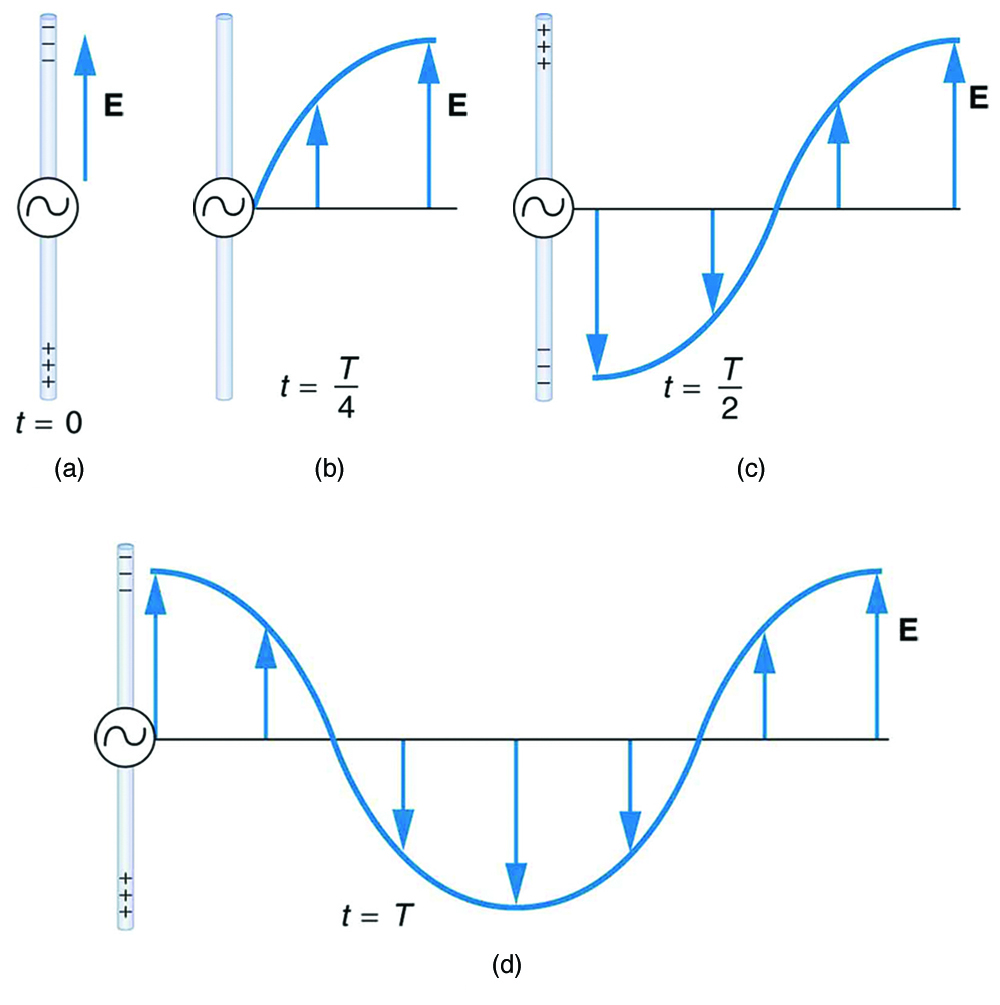 − − −
E
+ + +
t = 0
(a)
E
t = T/4
(b)
+ + +
E
− − −
t = T/2
(c)
− − −
E
+ + +
t = T
(d)